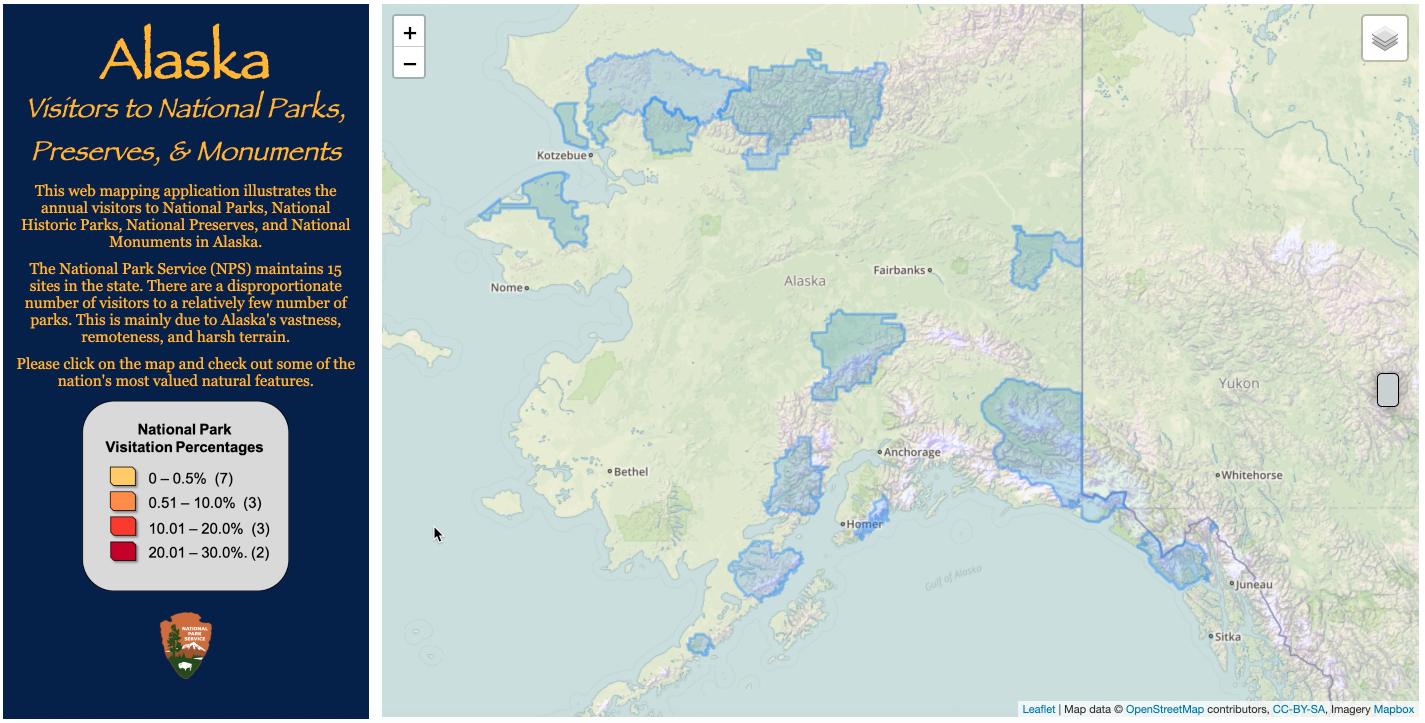 Alaska
Visitors to National Parks,
Preserves, & Monuments
This web mapping application illustrates the
annual visitors to National Parks, National
Historic Parks, National Preserves, and National
Monuments in Alaska.
The National Park Service (NPS) maintains 15
sites in the state. There are a disproportionate
number of visitors to a relatively few number of
parks. This is mainly due to Alaska's vastness,
remoteness, and harsh terrain.
Please click on the map and check out some of the
nation's most valued natural features.
National Park
Visitation Percentages
0 – 0.5% (7)
0.51 – 10.0% (3)
10.01 – 20.0% (3)
20.01 – 30.0%. (2)
NATIONAL
PARK
SERVICE
+
−
Kotzebue
Nome
Alaska
Fairbanks
Yukon
Bethel
Anchorage
Whitehorse
Homer
Gulf of Alaska
Juneau
Sitka
Leaflet | Map data © OpenStreetMap contributors, CC-BY-SA, Imagery Mapbox